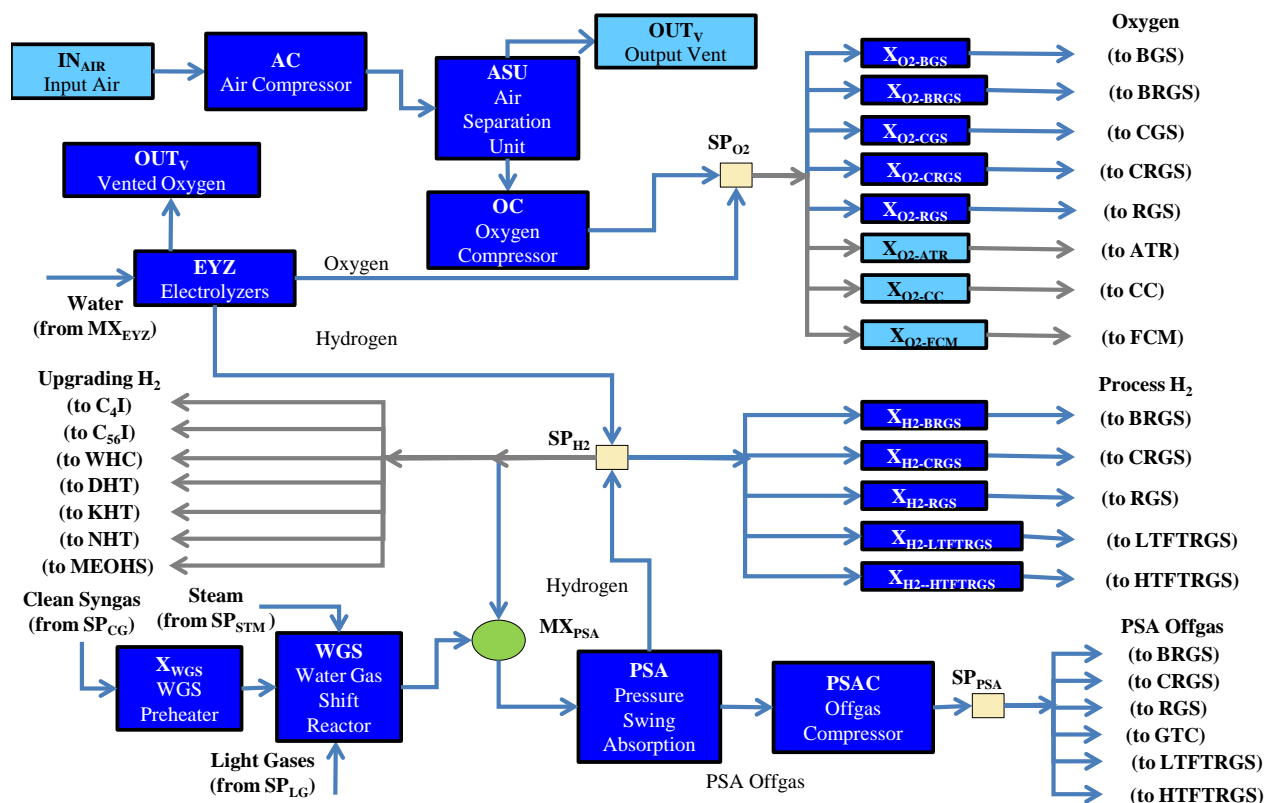 Oxygen
IN_AIR
Input Air
AC
Air Compressor
ASU
Air
Separation
Unit
OUT_V
Output Vent
X_O2-BGS
(to BGS)
X_O2-BRGS
(to BRGS)
X_O2-CGS
(to CGS)
X_O2-CRGS
(to CRGS)
X_O2-RGS
(to RGS)
X_O2-ATR
(to ATR)
X_O2-CC
(to CC)
X_O2-FCM
(to FCM)
SP_O2
OUT_V
Vented Oxygen
OC
Oxygen
Compressor
EYZ
Electrolyzers
Oxygen
Water
(from MX_EYZ)
Hydrogen
Upgrading H2
(to C4I)
(to C56I)
(to WHC)
(to DHT)
(to KHT)
(to NHT)
(to MEOHS)
SP_H2
Process H2
X_H2-BRGS
(to BRGS)
X_H2-CRGS
(to CRGS)
X_H2-RGS
(to RGS)
X_H2-LTFTRGS
(to LTFTRGS)
X_H2--HTFTRGS
(to HTFTRGS)
Clean Syngas
(from SP_CG)
Steam
(from SP_STM)
Hydrogen
X_WGS
WGS
Preheater
WGS
Water Gas
Shift
Reactor
Light Gases
(from SP_LG)
MX_PSA
PSA
Pressure
Swing
Absorption
PSAC
Offgas
Compressor
PSA Offgas
SP_PSA
PSA Offgas
(to BRGS)
(to CRGS)
(to RGS)
(to GTC)
(to LTFTRGS)
(to HTFTRGS)